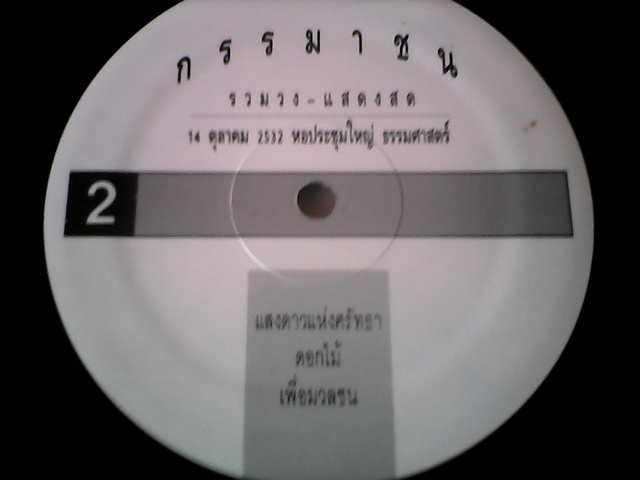 กรรมาชน
รวมวง-แสดงสด
14 ตุลาคม 2532 หอประชุมใหญ่ ธรรมศาสตร์
2
แสงดาวแห่งศรัทธา
ดอกไม้
เพื่อมวลชน